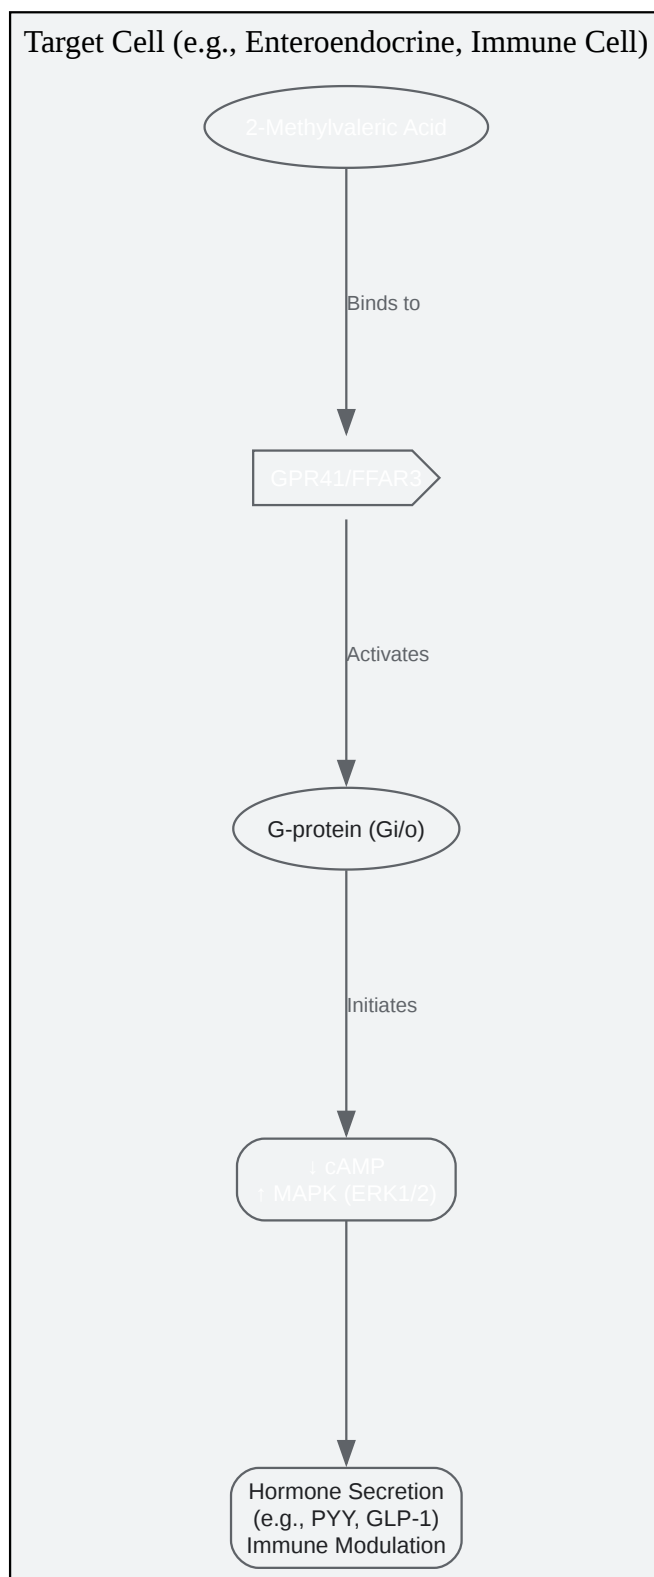 Target Cell (e.g., Enteroendocrine, Immune Cell)
2-Methylvaleric Acid
Binds to
GPR41/FFAR3
Activates
G-protein (Gi/o)
Initiates
↓ cAMP
↑ MAPK (ERK1/2)
Hormone Secretion
(e.g., PYY, GLP-1)
Immune Modulation